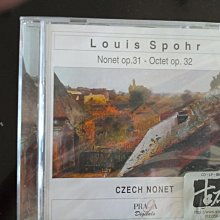 Louis Spohr
Nonet op.31 - Octet op. 32
CZECH NONET
PRAGA
Digitals